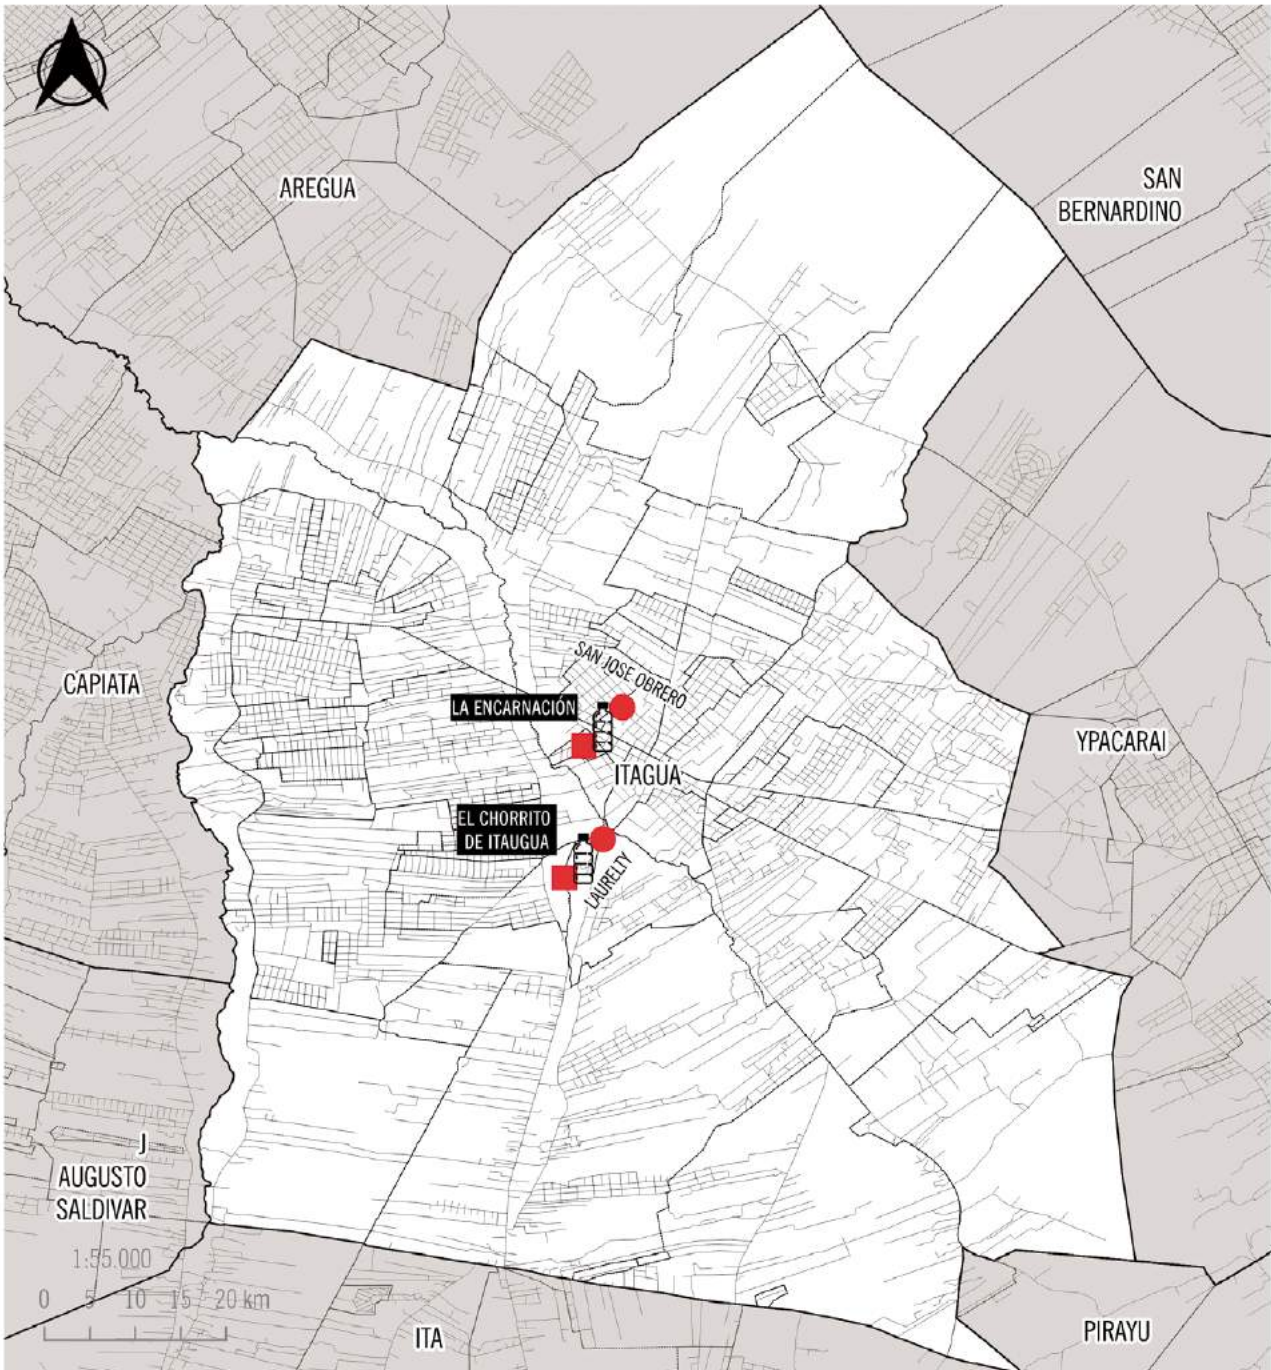 AREGUA
SAN
BERNARDINO
CAPIATA
SAN JOSE OBRERO
LA ENCARNACIÓN
YPACARAI
ITAGUA
EL CHORRITO
DE ITAUGUA
LAURELTY
J
AUGUSTO
SALDIVAR
1:55.000
0 5 10 15 20 km
ITA
PIRAYU